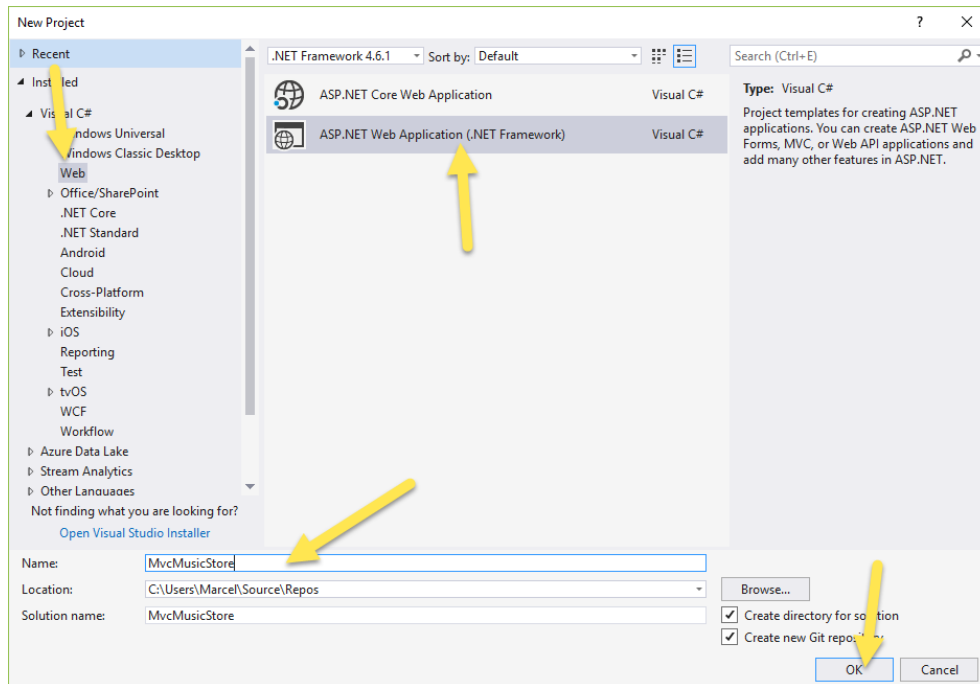 New Project
?
Recent
Installed
Visual C#
Windows Universal
Windows Classic Desktop
Web
Office/SharePoint
.NET Core
.NET Standard
Android
Cloud
Cross-Platform
Extensibility
iOS
Reporting
Test
tvOS
WCF
Workflow
Azure Data Lake
Stream Analytics
Other Languages
Not finding what you are looking for?
Open Visual Studio Installer
.NET Framework 4.6.1 Sort by: Default
ASP.NET Core Web Application Visual C#
ASP.NET Web Application (.NET Framework) Visual C#
Search (Ctrl+E)
Type: Visual C#
Project templates for creating ASP.NET
applications. You can create ASP.NET Web
Forms, MVC, or Web API applications and
add many other features in ASP.NET.
Name: MvcMusicStore
Location: C:\Users\Marcel\Source\Repos
Browse...
Solution name: MvcMusicStore
Create directory for solution
Create new Git repository
OK Cancel